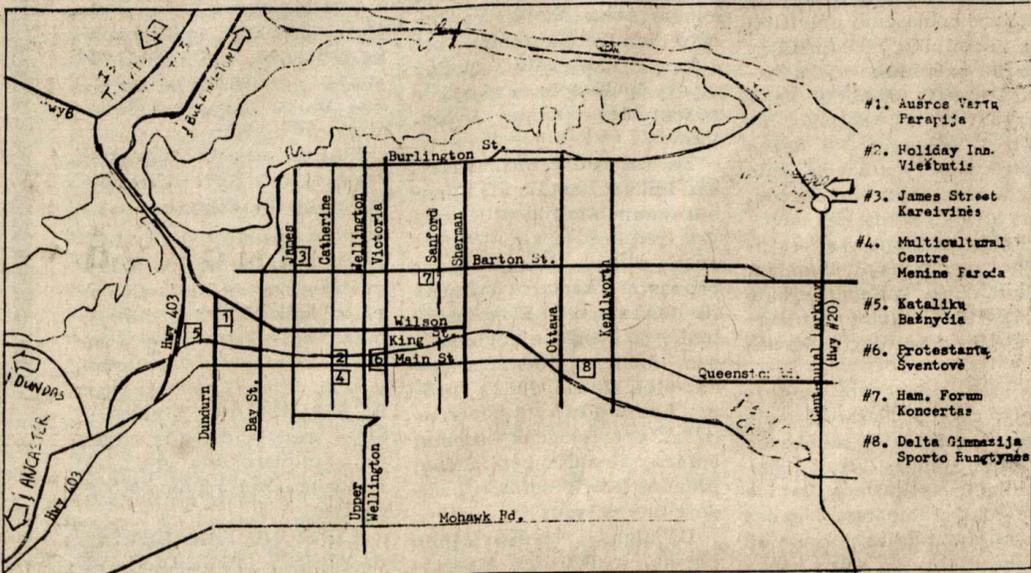 Į BURLINGTON
Hwy 6
Burlington St.
James
Catherine
Wellington
Victoria
Sanford
Sherman
Barton St.
Kenilworth
Ottawa
3
7
1
5
2
6
4
8
Hwy 403
Wilson
King St.
Main St
Queenston
Dundurn
Bay St.
Upper Wellington
Mohawk Rd.
Į DUNDAS
Į ANCASTER
Hwy 403
(Hwy #20)
#1. Aušros Vartų
Parapija
#2. Holiday Inn.
Viešbutis
#3. James Street
Kareivinės
#4. Multicultural
Centre
Meninė Paroda
#5. Katalikų
Bažnyčia
#6. Protestantų
Šventovė
#7. Ham. Forum
Koncertas
#8. Delta Gimnazija
Sporto Rungtynės